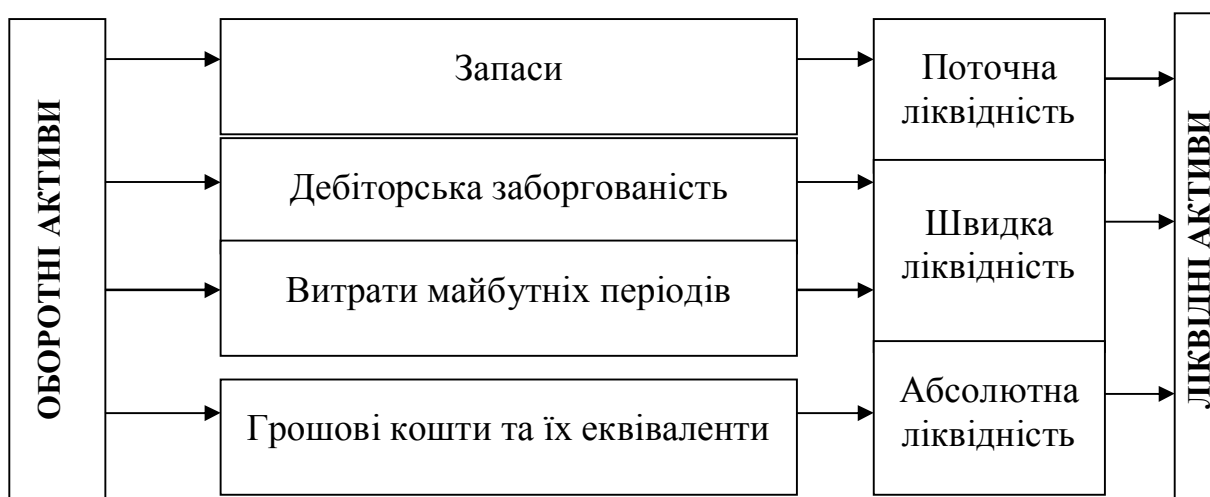 ОБОРОТНІ АКТИВИ
Запаси
Дебіторська заборгованість
Витрати майбутніх періодів
Грошові кошти та їх еквіваленти
Поточна
ліквідність
Швидка
ліквідність
Абсолютна
ліквідність
ЛІКВІДНІ АКТИВИ